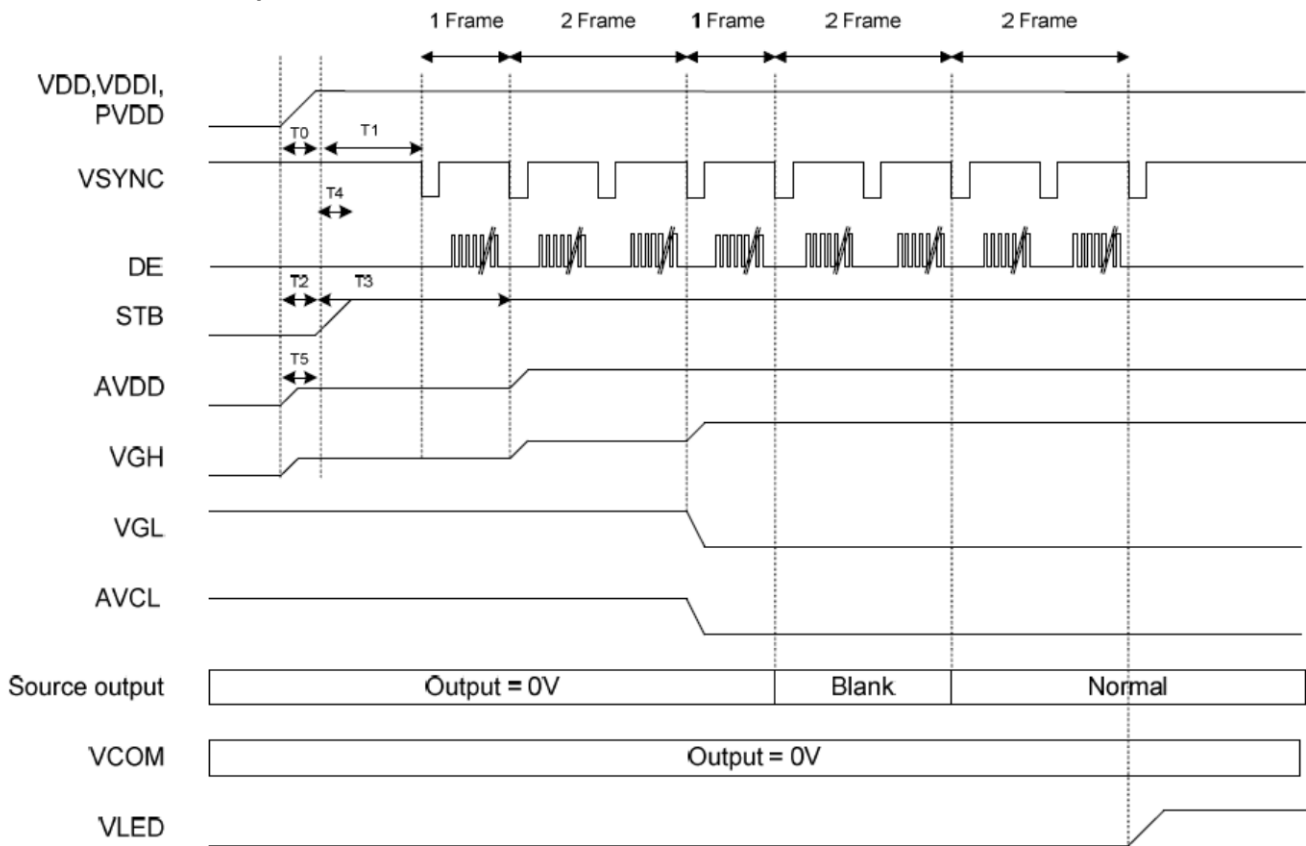 1 Frame 2 Frame 1 Frame 2 Frame 2 Frame
VDD,VDDI,
PVDD
T0 T1
VSYNC
T4
DE
T2 T3
STB
T5
AVDD
VGH
VGL
AVCL
Source output Output = 0V Blank Normal
VCOM Output = 0V
VLED